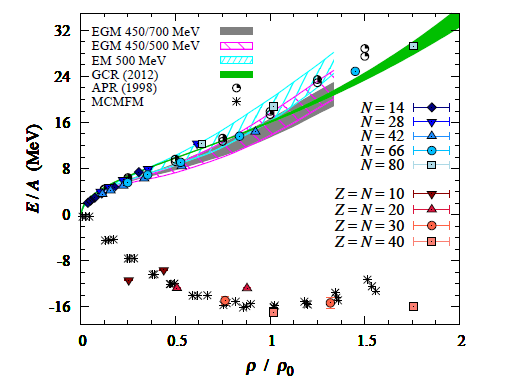 32
24
16
8
0
-8
-16
E / A (MeV)
EGM 450/700 MeV
EGM 450/500 MeV
EM 500 MeV
GCR (2012)
APR (1998)
MCMFM
N = 14
N = 28
N = 42
N = 66
N = 80
Z = N = 10
Z = N = 20
Z = N = 30
Z = N = 40
0 0.5 1 1.5 2
ρ / ρ₀